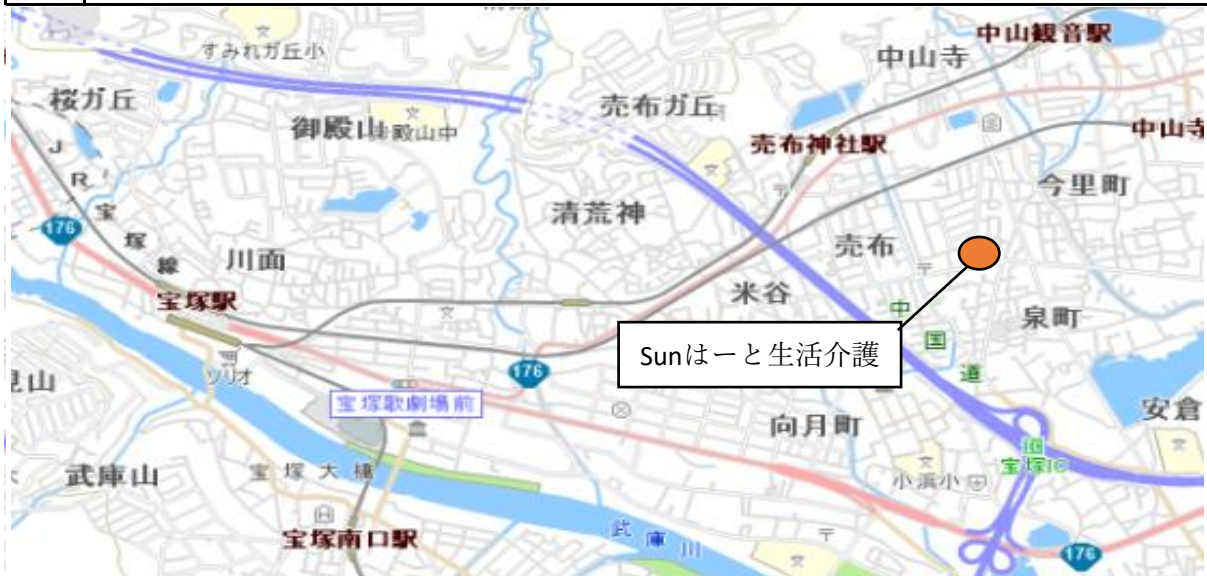 中山観音駅
すみれガ丘小
中山寺
桜ガ丘
売布ガ丘
御殿山
御殿山中
売布神社駅
中山寺
今里町
JR宝塚線
清荒神
176
川面
売布
宝塚駅
米谷
泉町
中国道
Sunはーと生活介護
見山
ソリオ
176
宝塚歌劇場前
安倉
向月町
宝塚IC
武庫山
宝塚大橋
小浜小
宝塚南口駅
武庫川
176